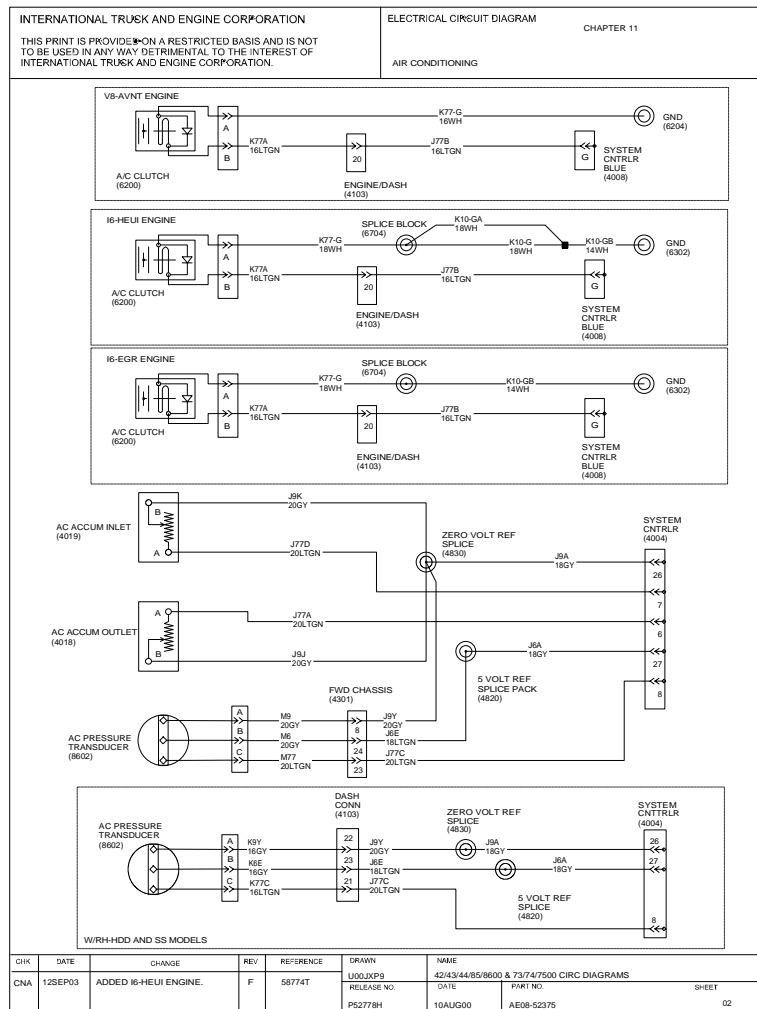 INTERNATIONAL TRUCK AND ENGINE CORPORATION
THIS PRINT IS PROVIDED ON A RESTRICTED BASIS AND IS NOT
TO BE USED IN ANY WAY DETRIMENTAL TO THE INTEREST OF
INTERNATIONAL TRUCK AND ENGINE CORPORATION.
ELECTRICAL CIRCUIT DIAGRAM
CHAPTER 11
AIR CONDITIONING
V8-AVNT ENGINE
A
B
K77-G
16WH
GND
(6204)
K77A
16LTGN
20
J77B
16LTGN
G
SYSTEM
CNTRLR
BLUE
(4008)
A/C CLUTCH
(6200)
ENGINE/DASH
(4103)
I6-HEUI ENGINE
A
B
K77-G
18WH
SPLICE BLOCK
(6704)
K10-GA
18WH
K10-G
18WH
K10-GB
14WH
GND
(6302)
K77A
16LTGN
20
J77B
16LTGN
G
A/C CLUTCH
(6200)
ENGINE/DASH
(4103)
SYSTEM
CNTRLR
BLUE
(4008)
I6-EGR ENGINE
A
B
K77-G
18WH
SPLICE BLOCK
(6704)
K10-GB
14WH
GND
(6302)
K77A
16LTGN
20
J77B
16LTGN
G
A/C CLUTCH
(6200)
ENGINE/DASH
(4103)
SYSTEM
CNTRLR
BLUE
(4008)
AC ACCUM INLET
(4019)
B
A
J9K
20GY
J77D
20LTGN
ZERO VOLT REF
SPLICE
(4830)
J9A
18GY
SYSTEM
CNTRLR
(4004)
26
7
6
27
8
AC ACCUM OUTLET
(4018)
A
B
J77A
20LTGN
J9J
20GY
J6A
18GY
5 VOLT REF
SPLICE PACK
(4820)
FWD CHASSIS
(4301)
AC PRESSURE
TRANSDUCER
(8602)
A
B
C
M9
20GY
M6
20GY
M77
20LTGN
8
24
23
J9Y
20GY
J6E
18LTGN
J77C
20LTGN
DASH
CONN
(4103)
ZERO VOLT REF
SPLICE
(4830)
SYSTEM
CNTTRLR
(4004)
AC PRESSURE
TRANSDUCER
(8602)
A
B
C
K9Y
16GY
K6E
16GY
K77C
16LTGN
22
23
21
J9Y
20GY
J6E
18LTGN
J77C
20LTGN
J9A
18GY
J6A
18GY
26
27
8
5 VOLT REF
SPLICE
(4820)
W/RH-HDD AND SS MODELS
CHK DATE CHANGE REV REFERENCE DRAWN NAME
CNA 12SEP03 ADDED I6-HEUI ENGINE. F 58774T U00JXP9 42/43/44/85/8600 & 73/74/7500 CIRC DIAGRAMS
RELEASE NO. DATE PART NO. SHEET
P52778H 10AUG00 AE08-52375 02